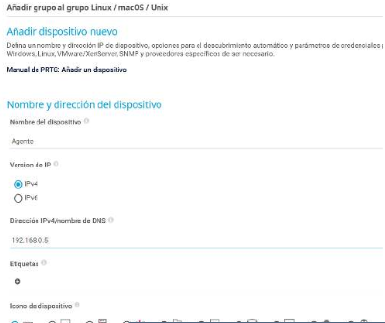 Añadir grupo al grupo Linux / macOS / Unix
Añadir dispositivo nuevo
Defina un nombre y dirección IP de dispositivo, opciones para el descubrimiento automático y parámetros de credenciales p
Windows, Linux, VMware/XenServer, SNMP y proveedores específicos de ser necesario.
Manual de PRTG: Añadir un dispositivo
Nombre y dirección del dispositivo
Nombre del dispositivo
Agente
Version de IP
IPv4
IPv6
Dirección IPv4/nombre de DNS
192.168.0.5
Etiquetas
Icono de dispositivo